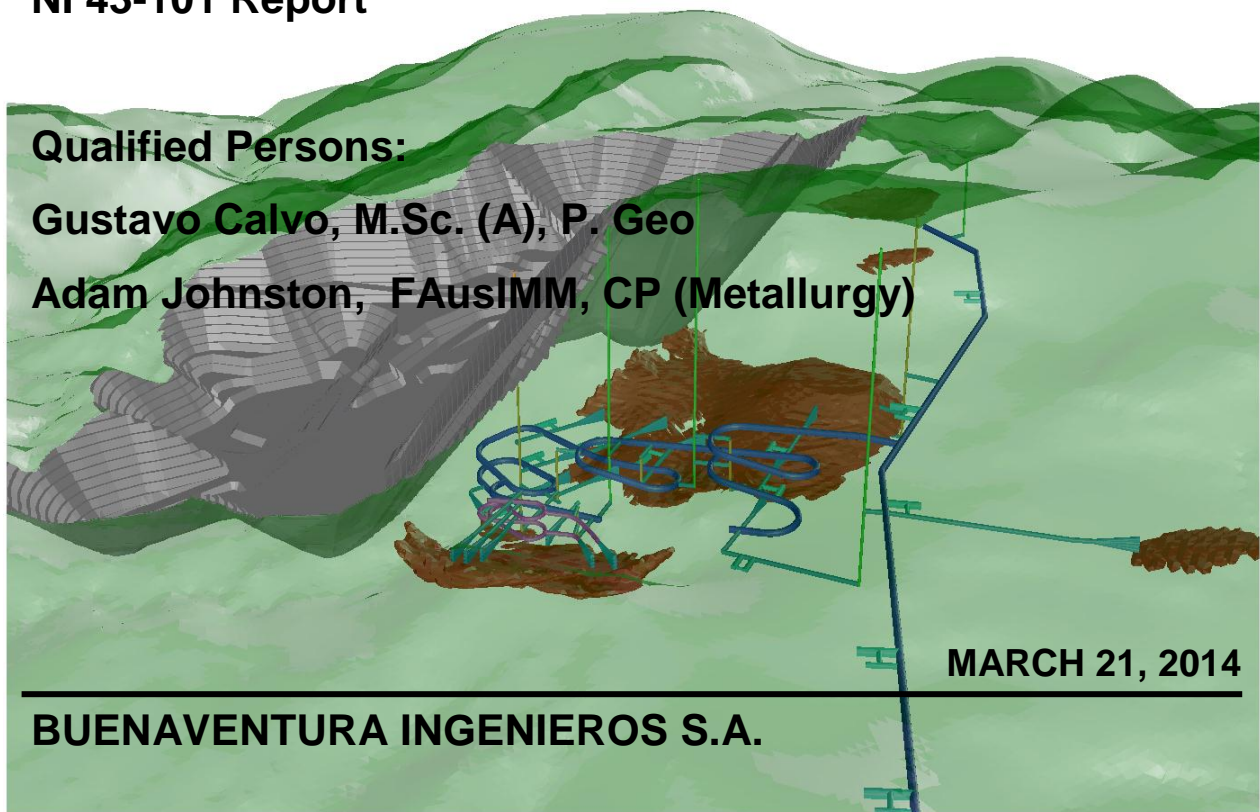 NI 43-101 Report
Qualified Persons:
Gustavo Calvo, M.Sc. (A), P. Geo
Adam Johnston, FAusIMM, CP (Metallurgy)
MARCH 21, 2014
BUENAVENTURA INGENIEROS S.A.